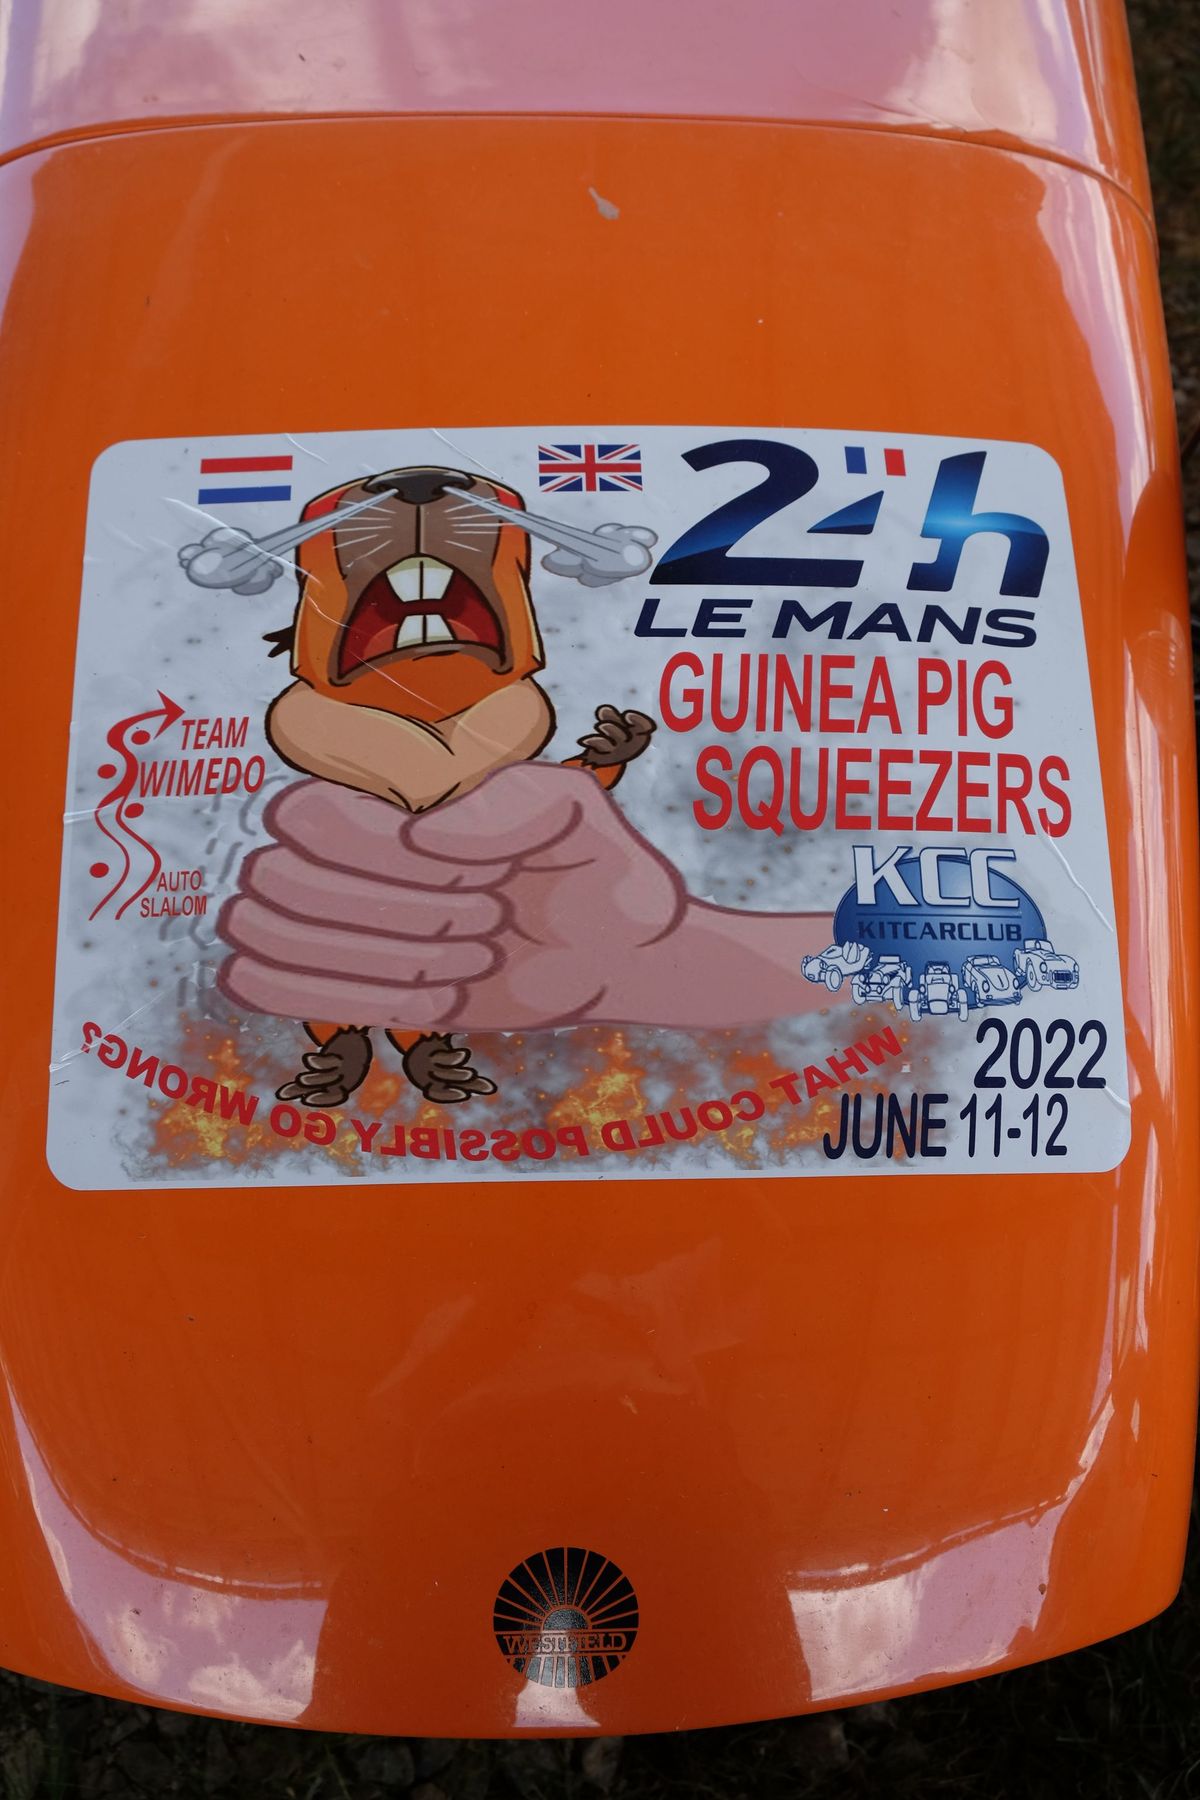 24h
LE MANS
GUINEA PIG
SQUEEZERS
TEAM
SWIMEDO
AUTO
SLALOM
KCC
KITCARCLUB
WHAT COULD POSSIBLY GO WRONG?
2022
JUNE 11-12
WESTFIELD